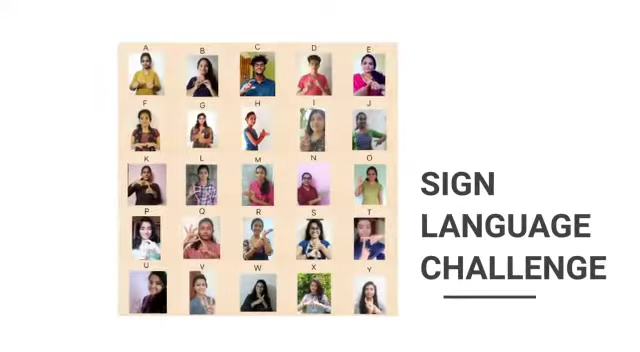 A B C D E
F G H I J
K L M N O
P Q R S T
U V W X Y
SIGN
LANGUAGE
CHALLENGE